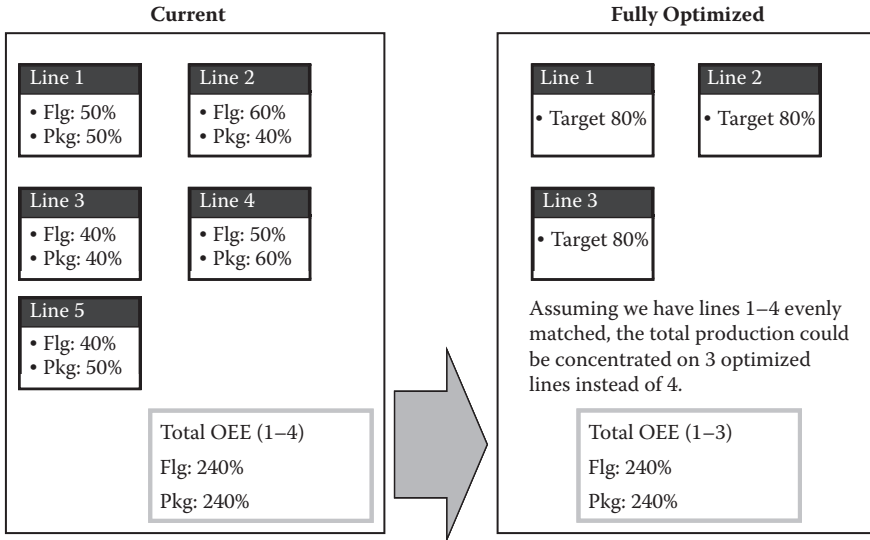 Current
Line 1
• Flg: 50%
• Pkg: 50%
Line 2
• Flg: 60%
• Pkg: 40%
Line 3
• Flg: 40%
• Pkg: 40%
Line 4
• Flg: 50%
• Pkg: 60%
Line 5
• Flg: 40%
• Pkg: 50%
Total OEE (1–4)
Flg: 240%
Pkg: 240%
Fully Optimized
Line 1
• Target 80%
Line 2
• Target 80%
Line 3
• Target 80%
Assuming we have lines 1–4 evenly
matched, the total production could
be concentrated on 3 optimized
lines instead of 4.
Total OEE (1–3)
Flg: 240%
Pkg: 240%